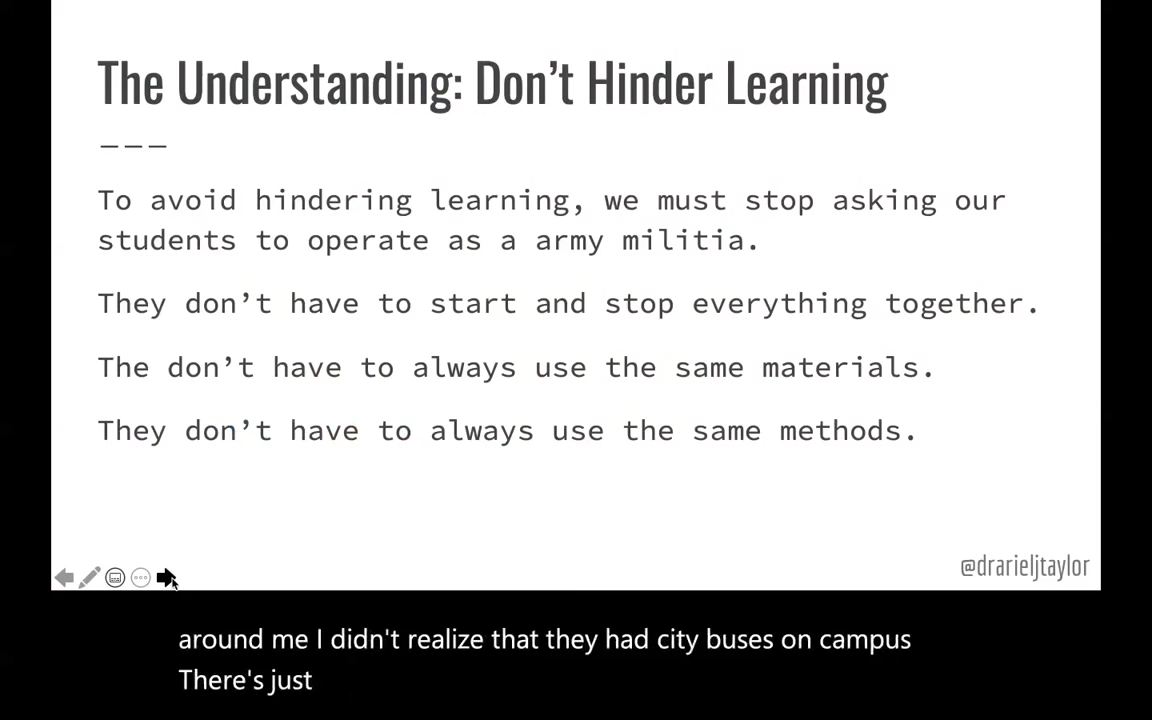 The Understanding: Don’t Hinder Learning
To avoid hindering learning, we must stop asking our
students to operate as a army militia.
They don’t have to start and stop everything together.
The don’t have to always use the same materials.
They don’t have to always use the same methods.
@drarieljtaylor
around me I didn't realize that they had city buses on campus
There's just